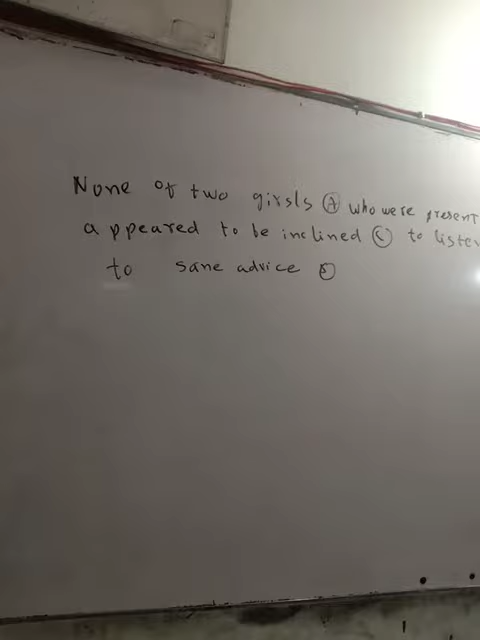 None of two girsls Ⓐ who were present
appeared to be inclined Ⓒ to listen
to sane advice Ⓓ